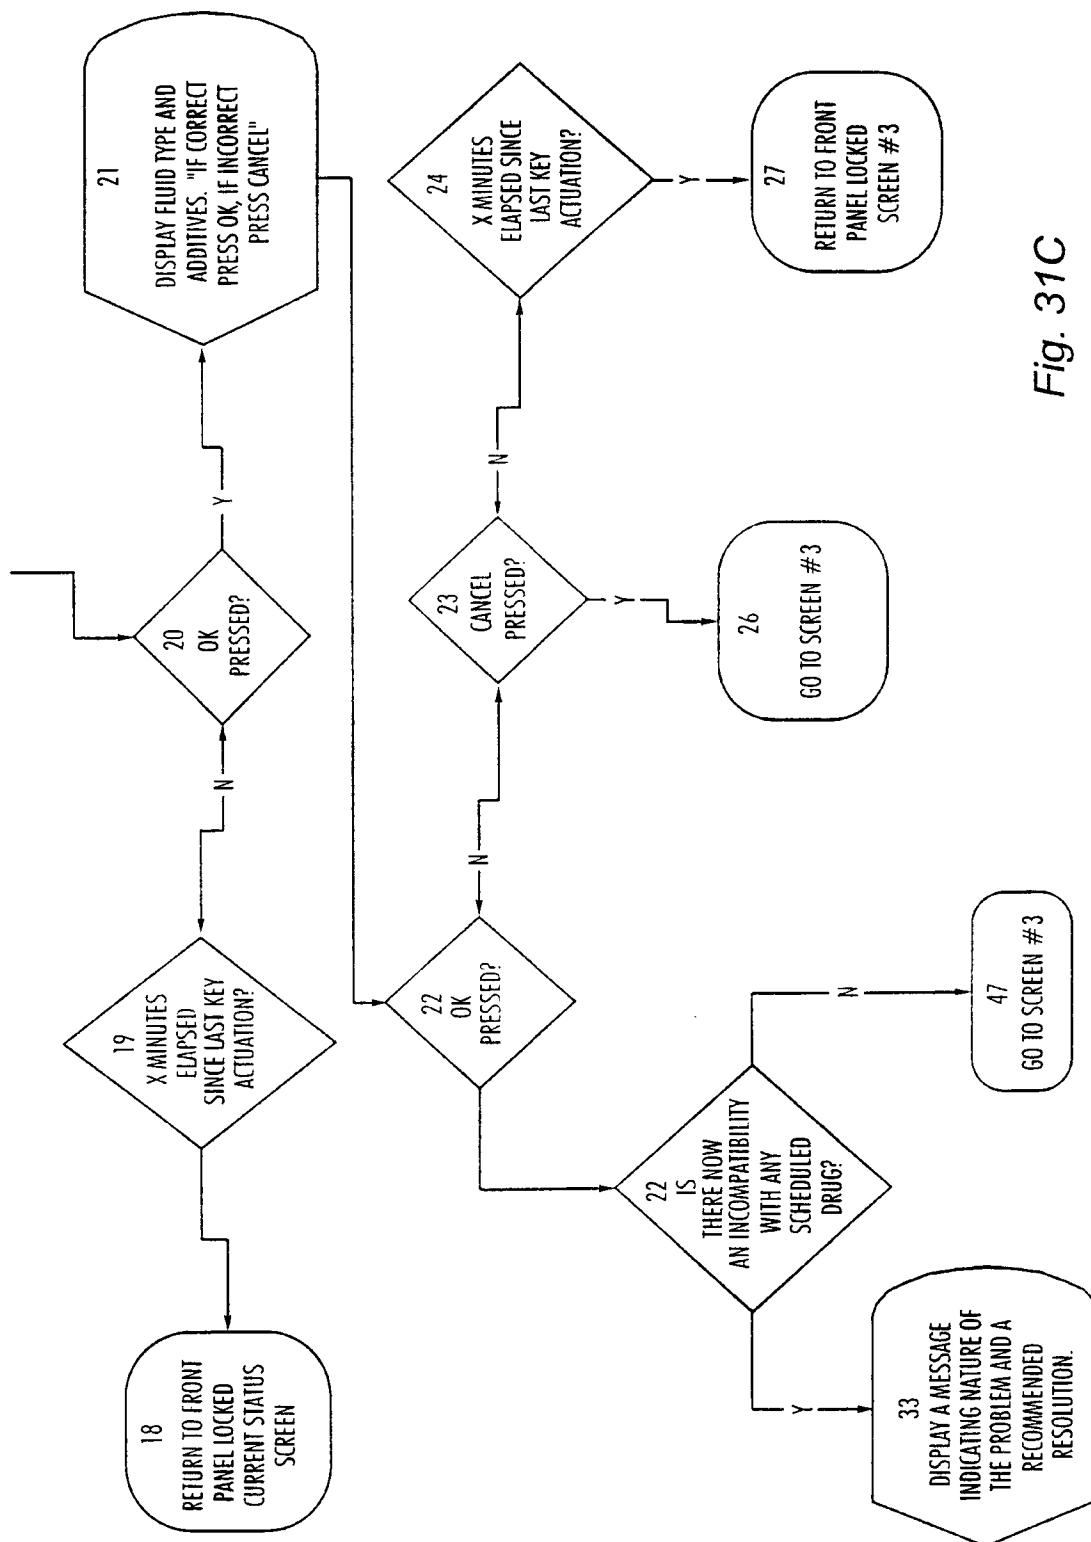 21
DISPLAY FLUID TYPE AND
ADDITIVES. "IF CORRECT
PRESS OK, IF INCORRECT
PRESS CANCEL"
20
OK
PRESSED?
Y
N
19
X MINUTES
ELAPSED
SINCE LAST KEY
ACTUATION?
18
RETURN TO FRONT
PANEL LOCKED
CURRENT STATUS
SCREEN
22
OK
PRESSED?
N
23
CANCEL
PRESSED?
N
24
X MINUTES
ELAPSED SINCE
LAST KEY
ACTUATION?
Y
27
RETURN TO FRONT
PANEL LOCKED
SCREEN #3
Y
26
GO TO SCREEN #3
22
IS
THERE NOW
AN INCOMPATIBILITY
WITH ANY
SCHEDULED
DRUG?
N
47
GO TO SCREEN #3
Y
33
DISPLAY A MESSAGE
INDICATING NATURE OF
THE PROBLEM AND A
RECOMMENDED
RESOLUTION.
Fig. 31C